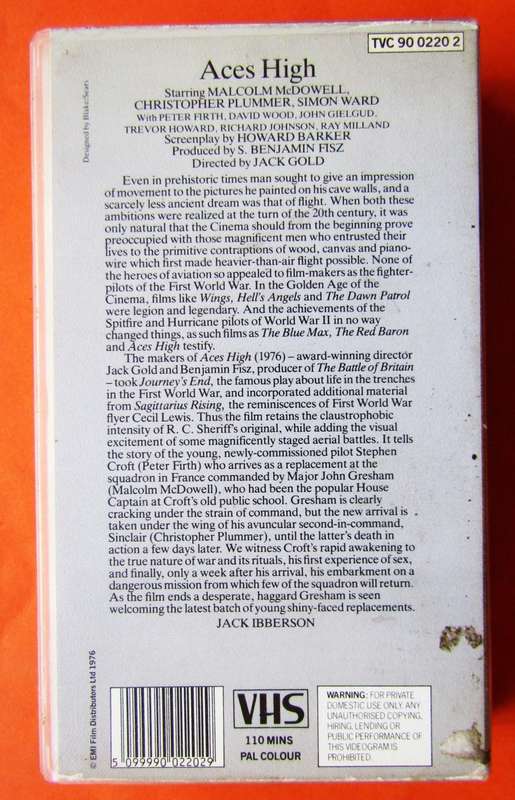 TVC 90 0220 2
Designed by Blake/Sears
Aces High
Starring MALCOLM McDOWELL,
CHRISTOPHER PLUMMER, SIMON WARD
With PETER FIRTH, DAVID WOOD, JOHN GIELGUD,
TREVOR HOWARD, RICHARD JOHNSON, RAY MILLAND
Screenplay by HOWARD BARKER
Produced by S. BENJAMIN FISZ
Directed by JACK GOLD
Even in prehistoric times man sought to give an impression
of movement to the pictures he painted on his cave walls, and a
scarcely less ancient dream was that of flight. When both these
ambitions were realized at the turn of the 20th century, it was
only natural that the Cinema should from the beginning prove
preoccupied with those magnificent men who entrusted their
lives to the primitive contraptions of wood, canvas and piano-
wire which first made heavier-than-air flight possible. None of
the heroes of aviation so appealed to film-makers as the fighter-
pilots of the First World War. In the Golden Age of the
Cinema, films like Wings, Hell's Angels and The Dawn Patrol
were legion and legendary. And the achievements of the
Spitfire and Hurricane pilots of World War II in no way
changed things, as such films as The Blue Max, The Red Baron
and Aces High testify.
The makers of Aces High (1976) – award-winning director
Jack Gold and Benjamin Fisz, producer of The Battle of Britain
– took Journey's End, the famous play about life in the trenches
in the First World War, and incorporated additional material
from Sagittarius Rising, the reminiscences of First World War
flyer Cecil Lewis. Thus the film retains the claustrophobic
intensity of R. C. Sheriff's original, while adding the visual
excitement of some magnificently staged aerial battles. It tells
the story of the young, newly-commissioned pilot Stephen
Croft (Peter Firth) who arrives as a replacement at the
squadron in France commanded by Major John Gresham
(Malcolm McDowell), who had been the popular House
Captain at Croft's old public school. Gresham is clearly
cracking under the strain of command, but the new arrival is
taken under the wing of his avuncular second-in-command,
Sinclair (Christopher Plummer), until the latter's death in
action a few days later. We witness Croft's rapid awakening to
the true nature of war and its rituals, his first experience of sex,
and finally, only a week after his arrival, his embarkation on a
dangerous mission from which few of the squadron will return.
As the film ends a desperate, haggard Gresham is seen
welcoming the latest batch of young shiny-faced replacements.
JACK IBBERSON
© EMI Film Distributors Ltd 1976
5 099990 022029
VHS
110 MINS
PAL COLOUR
WARNING: FOR PRIVATE
DOMESTIC USE ONLY. ANY
UNAUTHORISED COPYING,
HIRING, LENDING OR
PUBLIC PERFORMANCE OF
THIS VIDEOGRAM IS
PROHIBITED.